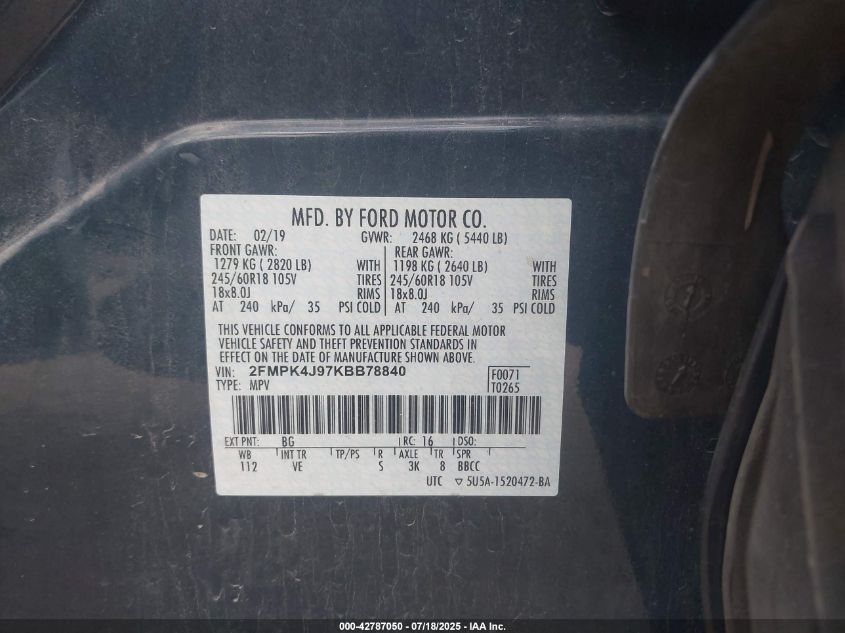 MFD. BY FORD MOTOR CO.
DATE: 02/19 GVWR: 2468 KG ( 5440 LB)
FRONT GAWR: REAR GAWR:
1279 KG ( 2820 LB) WITH 1198 KG ( 2640 LB) WITH
245/60R18 105V TIRES 245/60R18 105V TIRES
18x8.0J RIMS 18x8.0J RIMS
AT 240 kPa/ 35 PSI COLD AT 240 kPa/ 35 PSI COLD
THIS VEHICLE CONFORMS TO ALL APPLICABLE FEDERAL MOTOR
VEHICLE SAFETY AND THEFT PREVENTION STANDARDS IN
EFFECT ON THE DATE OF MANUFACTURE SHOWN ABOVE.
VIN: 2FMPK4J97KBB78840 F0071
TYPE: MPV T0265
EXT PNT: BG RC: 16 DSO:
WB INT TR TP/PS R AXLE TR SPR
112 VE S 3K 8 BBCC
UTC ▽ 5U5A-1520472-BA
000-42787050 - 07/18/2025 - IAA Inc.